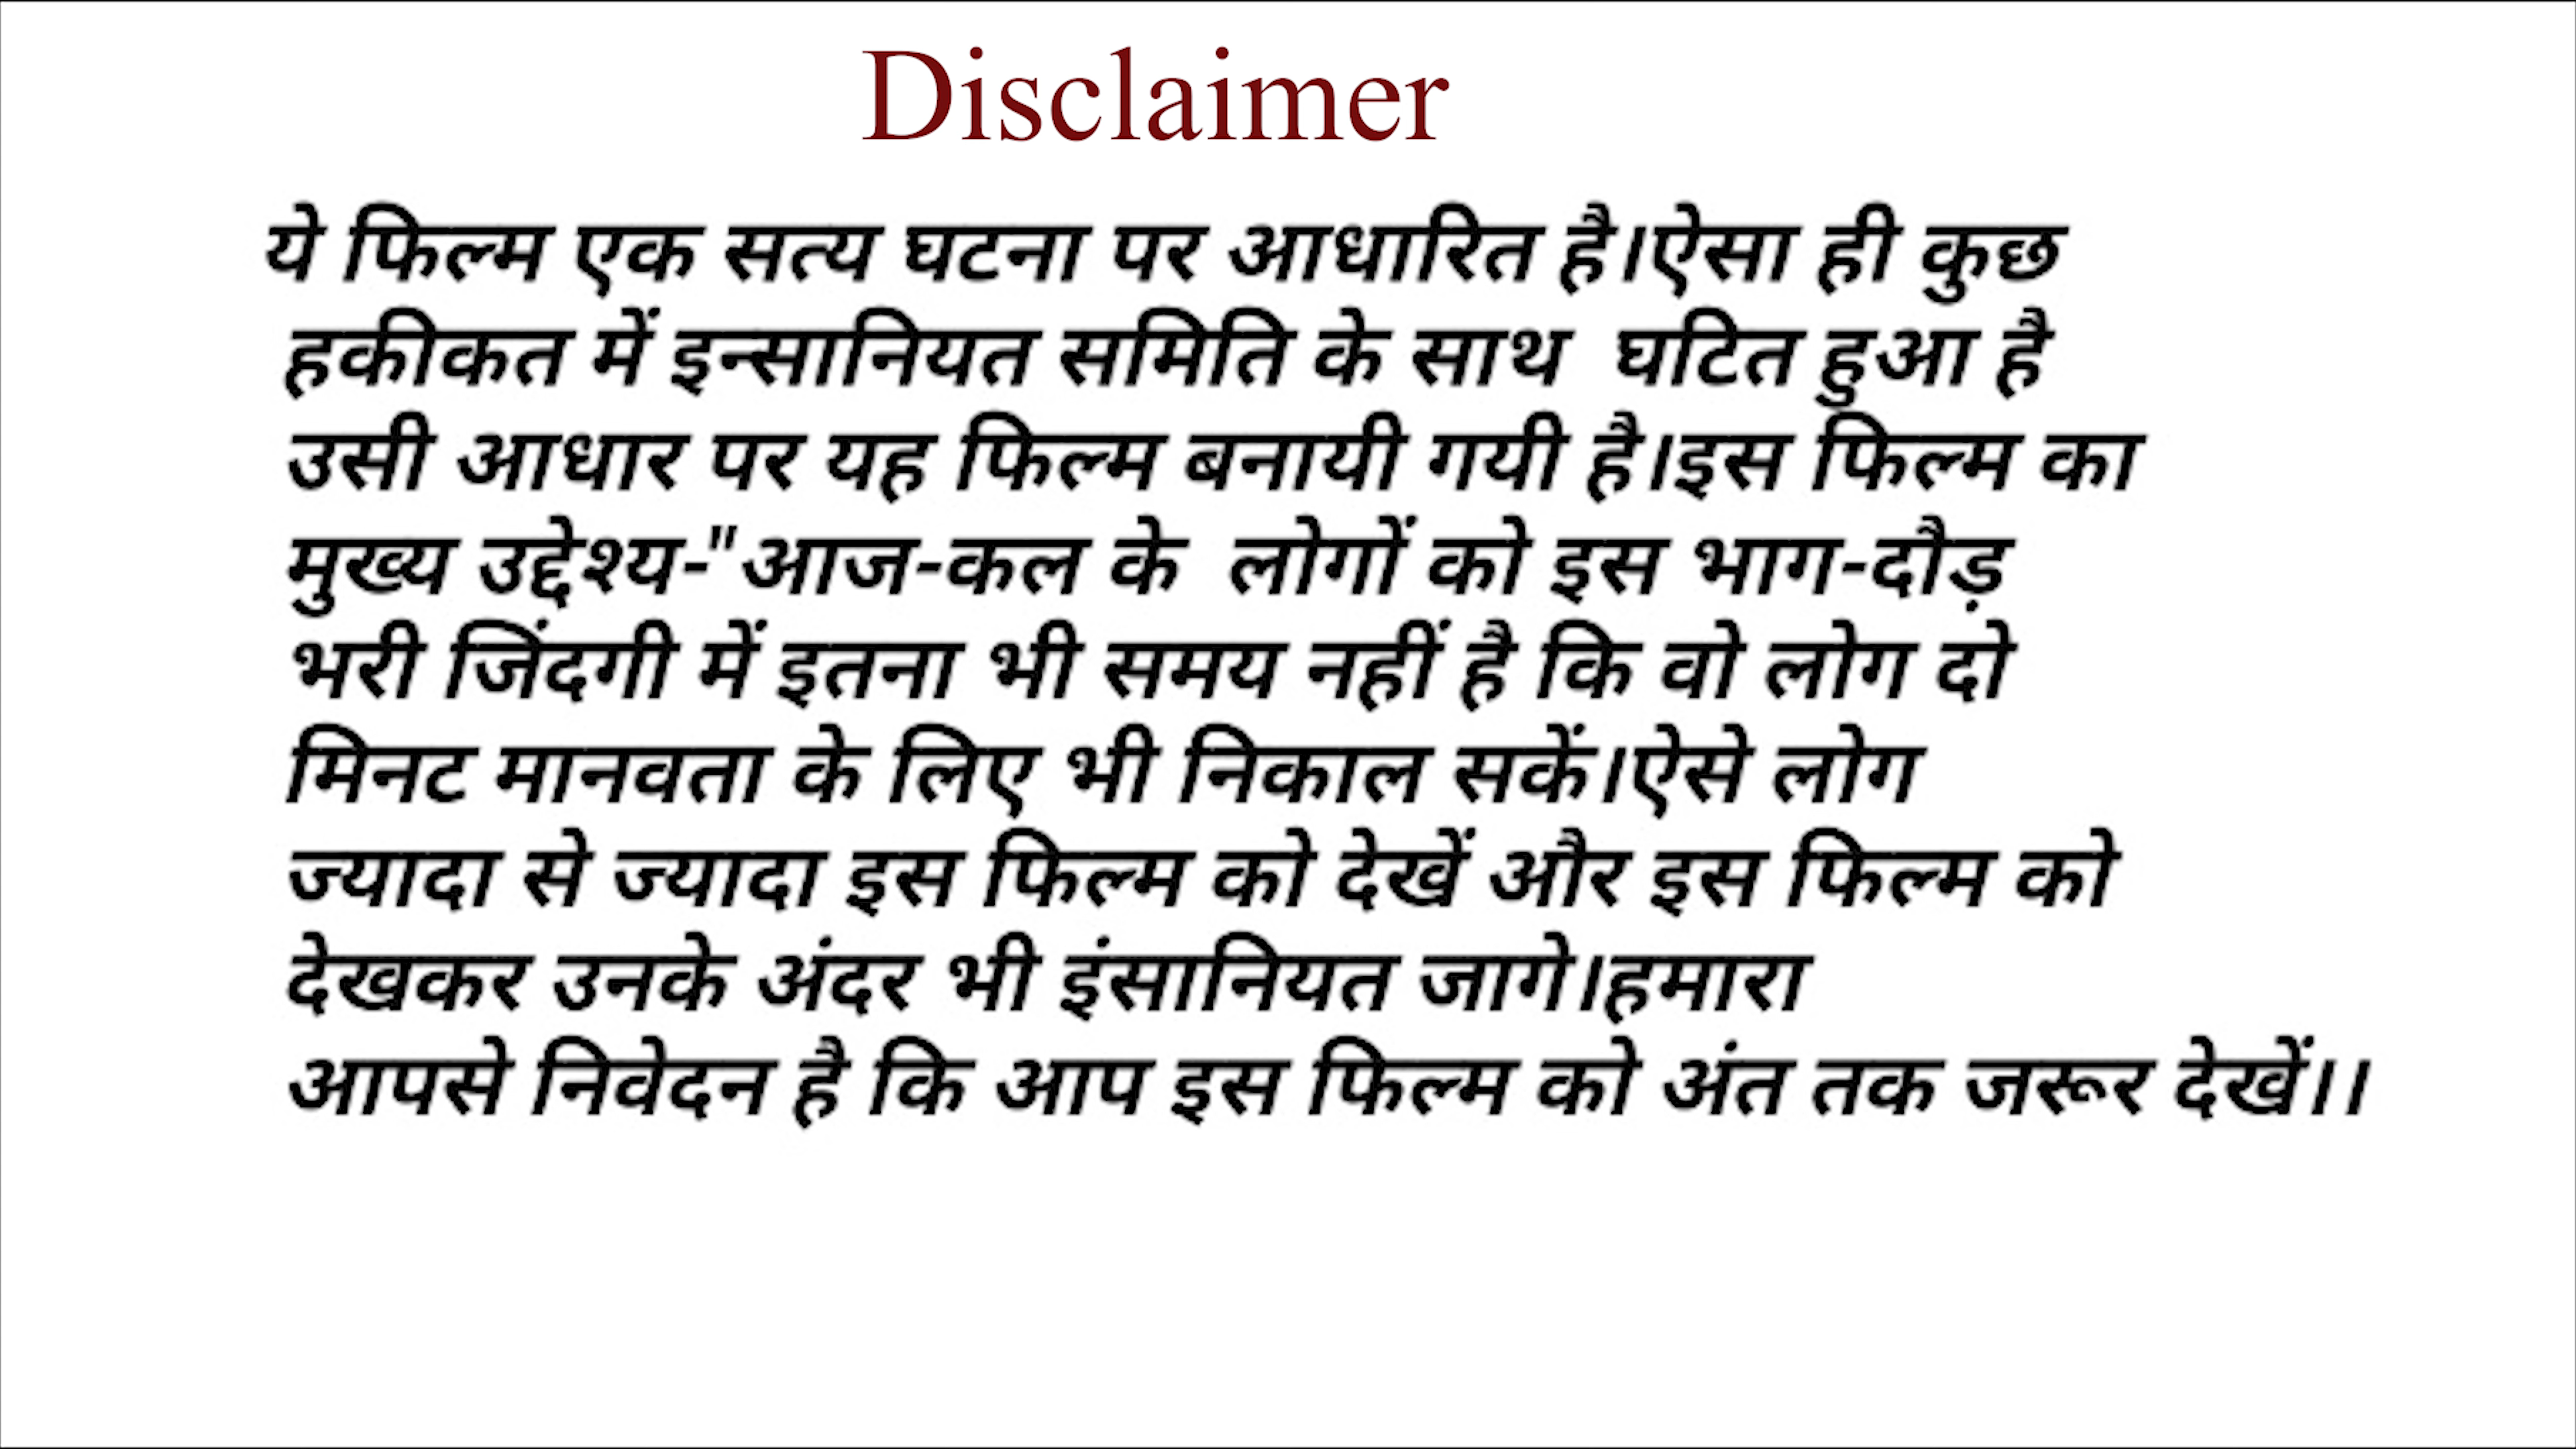 Disclaimer
ये फिल्म एक सत्य घटना पर आधारित है।ऐसा ही कुछ
हकीकत में इन्सानियत समिति के साथ घटित हुआ है
उसी आधार पर यह फिल्म बनायी गयी है।इस फिल्म का
मुख्य उद्देश्य-"आज-कल के लोगों को इस भाग-दौड़
भरी जिंदगी में इतना भी समय नहीं है कि वो लोग दो
मिनट मानवता के लिए भी निकाल सकें।ऐसे लोग
ज्यादा से ज्यादा इस फिल्म को देखें और इस फिल्म को
देखकर उनके अंदर भी इंसानियत जागे।हमारा
आपसे निवेदन है कि आप इस फिल्म को अंत तक जरूर देखें।।